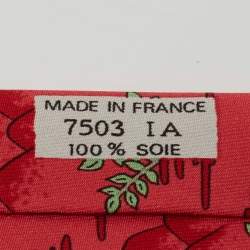 MADE IN FRANCE
7503 IA
100% SOIE